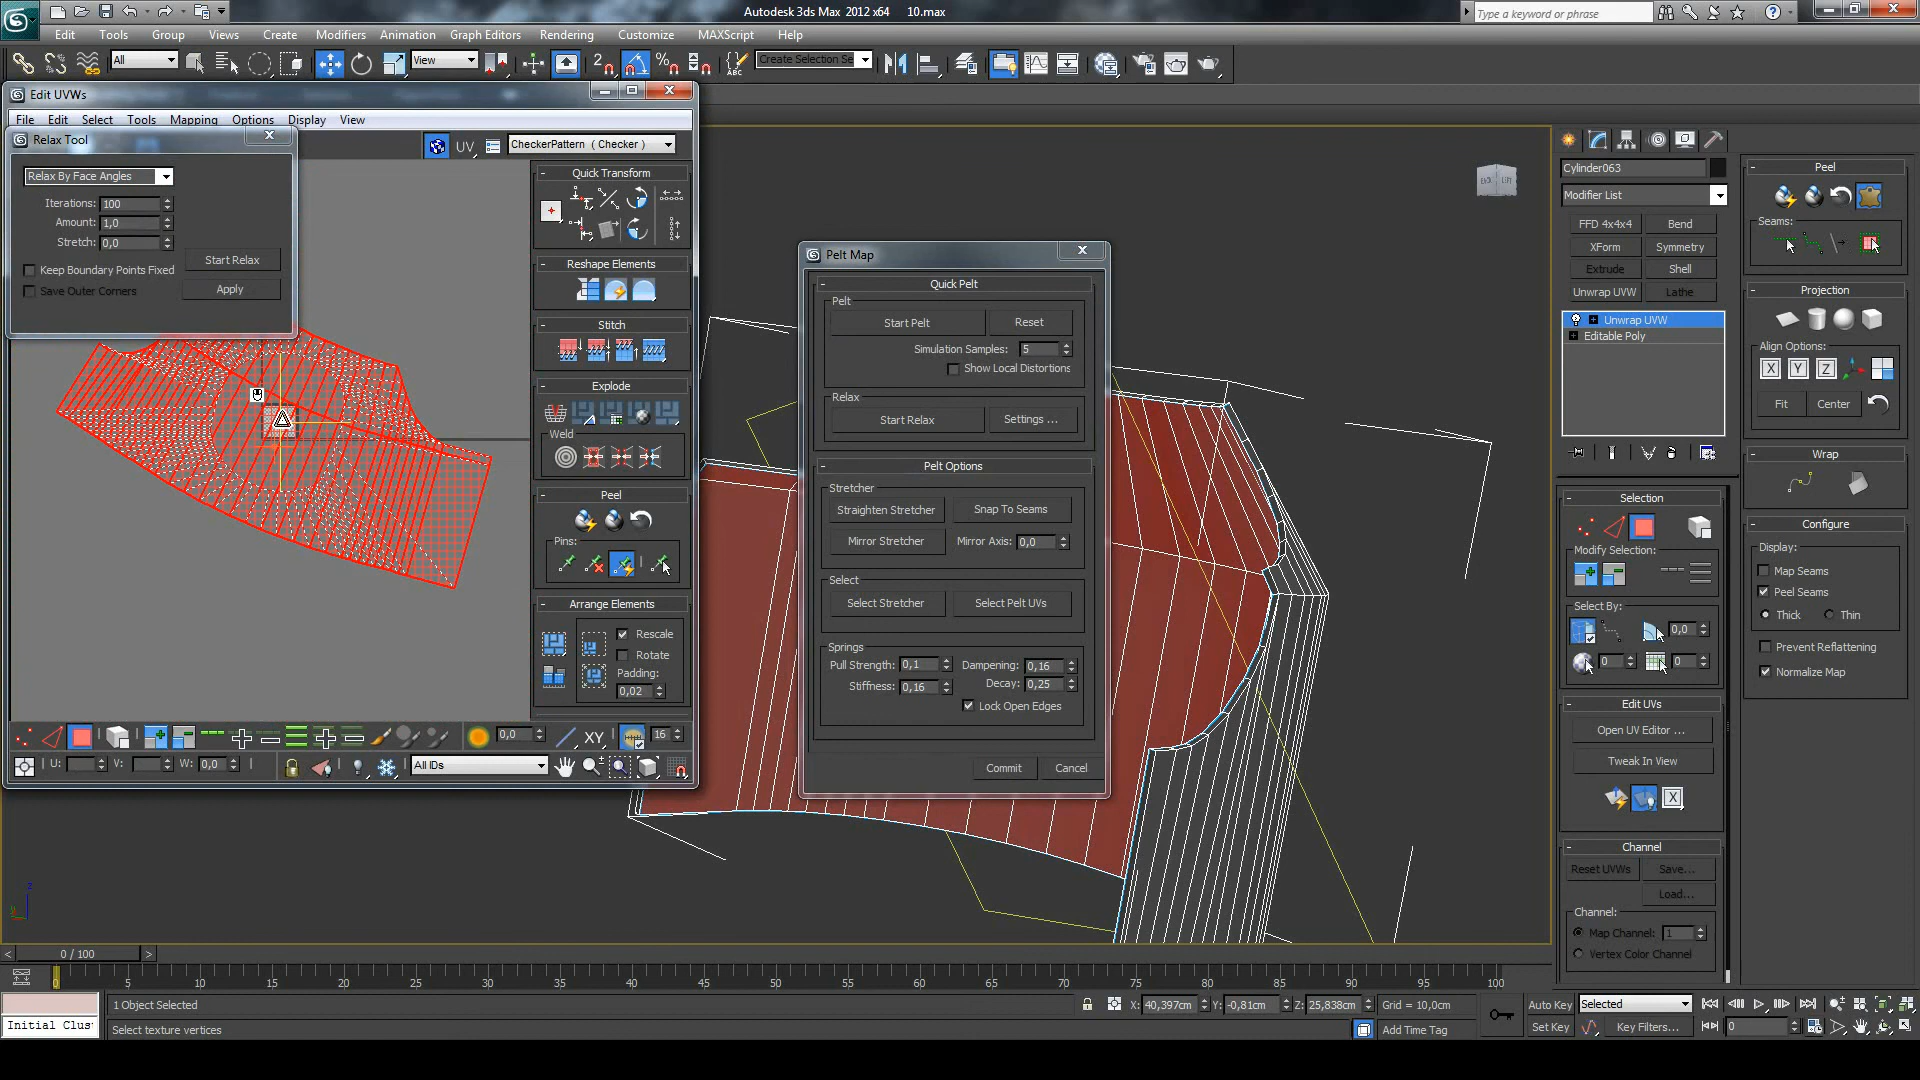 Autodesk 3ds Max 2012 x64 10.max
Type a keyword or phrase
Edit Tools Group Views Create Modifiers Animation Graph Editors Rendering Customize MAXScript Help
All
View
Create Selection Se
Edit UVWs
File Edit Select Tools Mapping Options Display View
Relax Tool
UV
CheckerPattern ( Checker )
Relax By Face Angles
Iterations: 100
Amount: 1,0
Stretch: 0,0
Keep Boundary Points Fixed
Save Outer Corners
Start Relax
Apply
Quick Transform
Reshape Elements
Stitch
Explode
Weld
Peel
Pins:
Arrange Elements
Rescale
Rotate
Padding:
0,02
0,0
XY
16
U: V: W: 0,0
All IDs
Pelt Map
Quick Pelt
Pelt
Start Pelt Reset
Simulation Samples: 5
Show Local Distortions
Relax
Start Relax Settings ...
Pelt Options
Stretcher
Straighten Stretcher Snap To Seams
Mirror Stretcher Mirror Axis: 0,0
Select
Select Stretcher Select Pelt UVs
Springs
Pull Strength: 0,1 Dampening: 0,16
Stiffness: 0,16 Decay: 0,25
Lock Open Edges
Commit Cancel
Cylinder063
Modifier List
FFD 4x4x4 Bend
XForm Symmetry
Extrude Shell
Unwrap UVW Lathe
Unwrap UVW
Editable Poly
Selection
Modify Selection:
Select By:
0,0
0 0
Edit UVs
Open UV Editor ...
Tweak In View
Channel
Reset UVWs Save...
Load...
Channel:
Map Channel: 1
Vertex Color Channel
Peel
Seams:
Projection
Align Options:
X Y Z
Fit Center
Wrap
Configure
Display:
Map Seams
Peel Seams
Thick Thin
Prevent Reflattening
Normalize Map
0 / 100
0 5 10 15 20 25 30 35 40 45 50 55 60 65 70 75 80 85 90 95 100
1 Object Selected
X: 40,397cm Y: -0,81cm Z: 25,838cm Grid = 10,0cm
Auto Key Selected
Initial Clus
Select texture vertices
Add Time Tag
Set Key Key Filters...
0